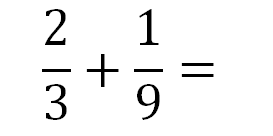 2/3 + 1/9 =